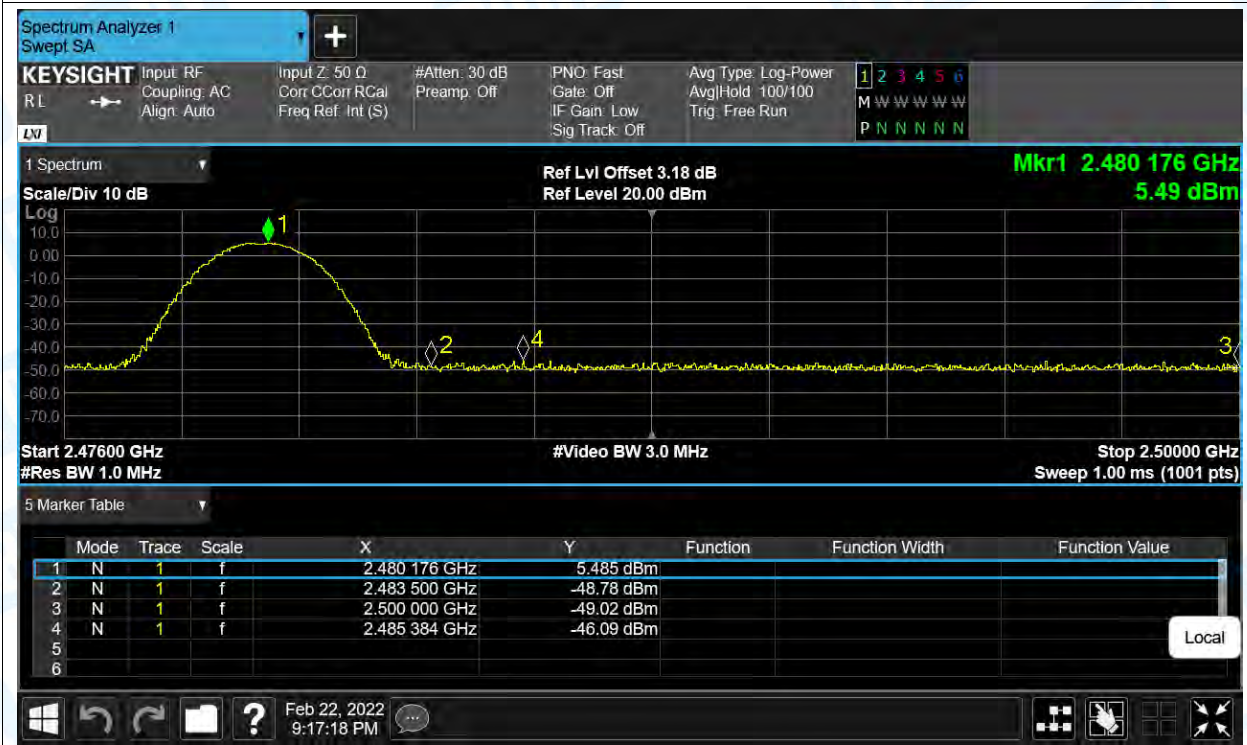 Spectrum Analyzer 1
Swept SA
+
KEYSIGHT Input: RF Input Z: 50 Ω #Atten: 30 dB PNO: Fast Avg Type: Log-Power 1 2 3 4 5 6
RL Coupling: AC Corr CCorr RCal Preamp: Off Gate: Off Avg|Hold: 100/100 M W W W W W
Align: Auto Freq Ref: Int (S) IF Gain: Low Trig: Free Run
LXI Sig Track: Off P N N N N N
1 Spectrum Ref Lvl Offset 3.18 dB Mkr1 2.480 176 GHz
Scale/Div 10 dB Ref Level 20.00 dBm 5.49 dBm
Log
10.0
0.00
-10.0
-20.0
-30.0
-40.0
-50.0
-60.0
-70.0
1
2
4
3
Start 2.47600 GHz #Video BW 3.0 MHz Stop 2.50000 GHz
#Res BW 1.0 MHz Sweep 1.00 ms (1001 pts)
5 Marker Table
Mode Trace Scale X Y Function Function Width Function Value
1 N 1 f 2.480 176 GHz 5.485 dBm
2 N 1 f 2.483 500 GHz -48.78 dBm
3 N 1 f 2.500 000 GHz -49.02 dBm
4 N 1 f 2.485 384 GHz -46.09 dBm
5
6
Local
? Feb 22, 2022
9:17:18 PM